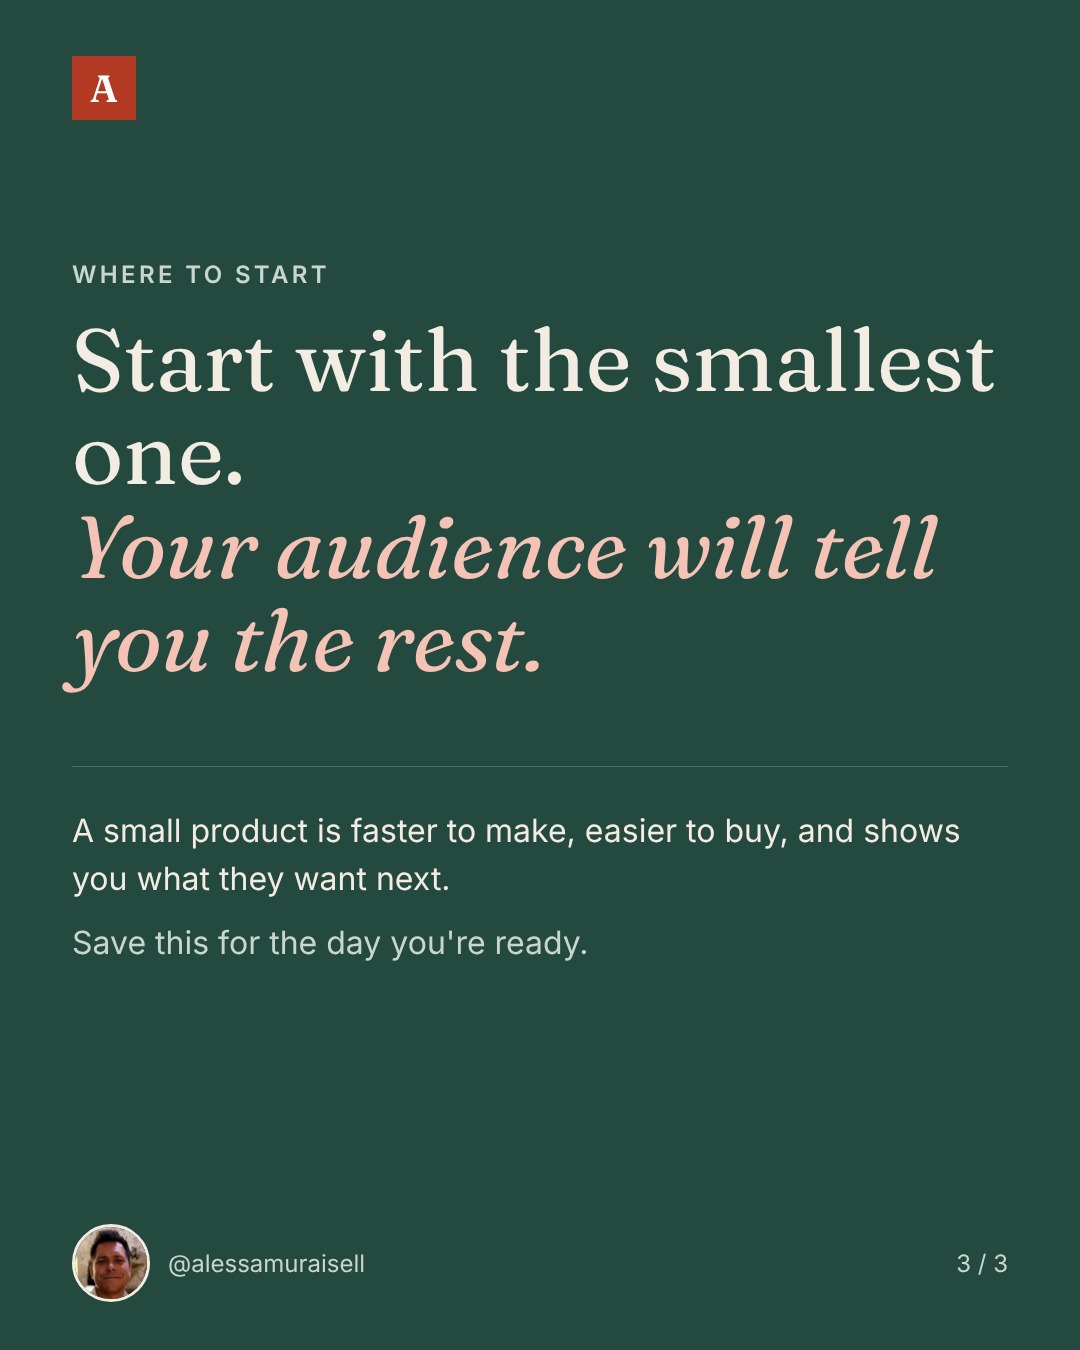 A
WHERE TO START
Start with the smallest
one.
Your audience will tell
you the rest.
A small product is faster to make, easier to buy, and shows
you what they want next.
Save this for the day you're ready.
@alessamuraisell
3 / 3